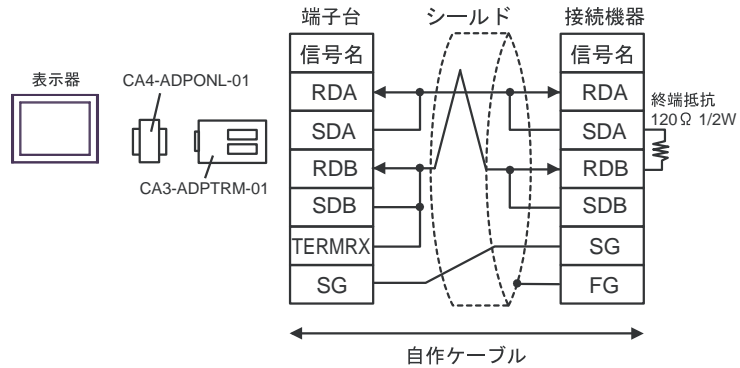 端子台
シールド
接続機器
信号名
信号名
表示器
CA4-ADPONL-01
CA3-ADPTRM-01
RDA
RDA
SDA
SDA
RDB
RDB
SDB
SDB
TERMRX
SG
SG
FG
終端抵抗
120Ω 1/2W
自作ケーブル